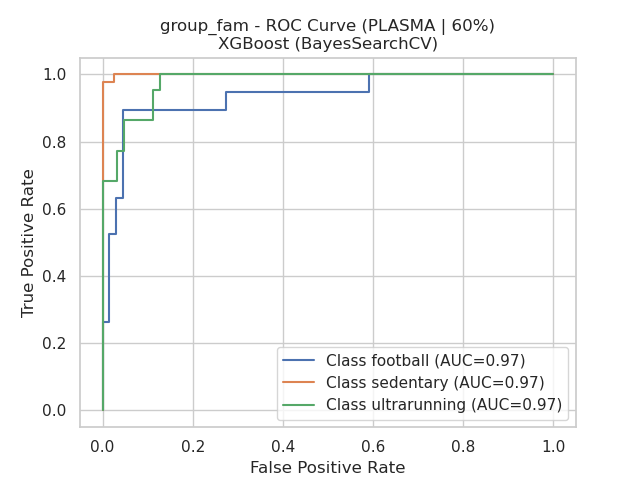 group_fam - ROC Curve (PLASMA | 60%)
XGBoost (BayesSearchCV)
1.0
0.8
0.6
0.4
0.2
0.0
True Positive Rate
Class football (AUC=0.97)
Class sedentary (AUC=0.97)
Class ultrarunning (AUC=0.97)
0.0 0.2 0.4 0.6 0.8 1.0
False Positive Rate